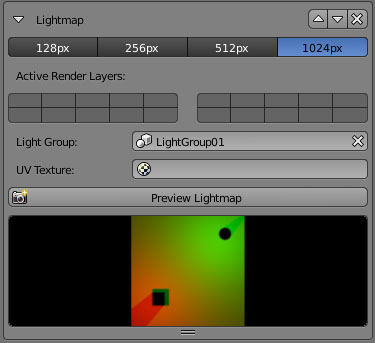 Lightmap
128px 256px 512px 1024px
Active Render Layers:
Light Group: LightGroup01
UV Texture:
Preview Lightmap